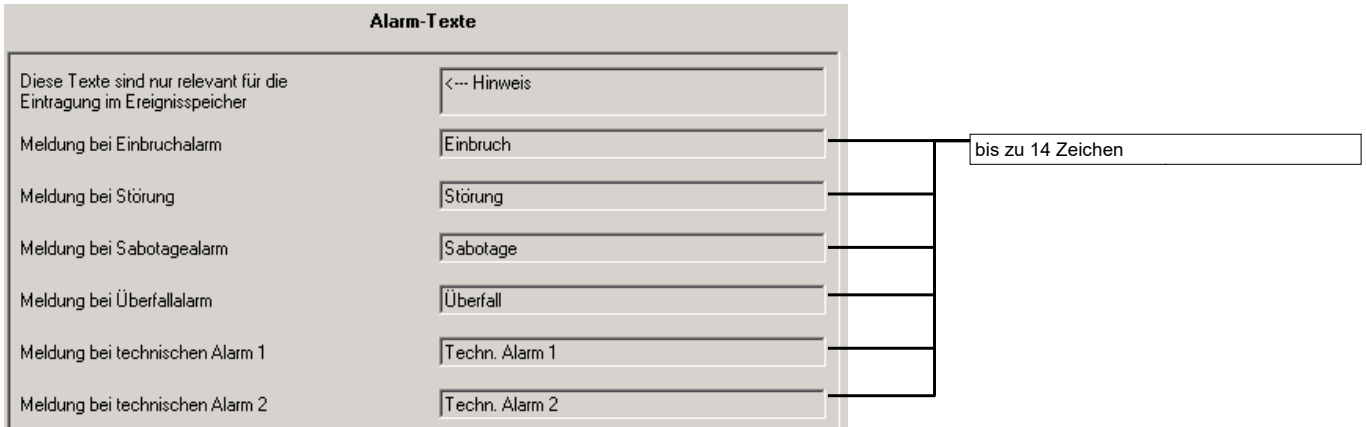 Alarm-Texte
Diese Texte sind nur relevant für die
Eintragung im Ereignisspeicher
<--- Hinweis
Meldung bei Einbruchalarm
Einbruch
bis zu 14 Zeichen
Meldung bei Störung
Störung
Meldung bei Sabotagealarm
Sabotage
Meldung bei Überfallalarm
Überfall
Meldung bei technischen Alarm 1
Techn. Alarm 1
Meldung bei technischen Alarm 2
Techn. Alarm 2